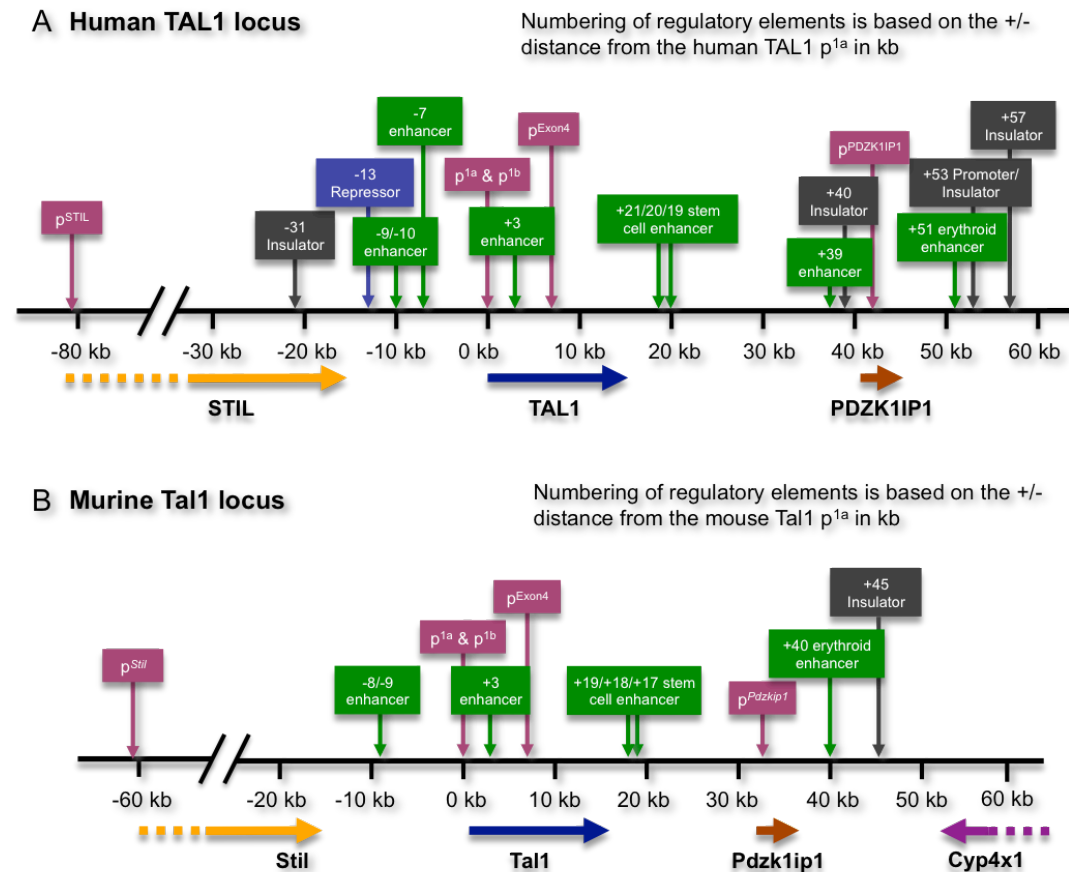 A Human TAL1 locus
Numbering of regulatory elements is based on the +/-
distance from the human TAL1 p1a in kb
-7
enhancer
+57
Insulator
pExon4
pPDZK1IP1
-13
Repressor
p1a & p1b
+40
Insulator
+53 Promoter/
Insulator
pSTIL
-31
Insulator
-9/-10
enhancer
+3
enhancer
+21/20/19 stem
cell enhancer
+39
enhancer
+51 erythroid
enhancer
-80 kb -30 kb -20 kb -10 kb 0 kb 10 kb 20 kb 30 kb 40 kb 50 kb 60 kb
STIL TAL1 PDZK1IP1
B Murine Tal1 locus
Numbering of regulatory elements is based on the +/-
distance from the mouse Tal1 p1a in kb
pExon4
+45
Insulator
p1a & p1b
pStil
-8/-9
enhancer
+3
enhancer
+19/+18/+17 stem
cell enhancer
pPdzkip1
+40 erythroid
enhancer
-60 kb -20 kb -10 kb 0 kb 10 kb 20 kb 30 kb 40 kb 50 kb 60 kb
Stil Tal1 Pdzk1ip1 Cyp4x1